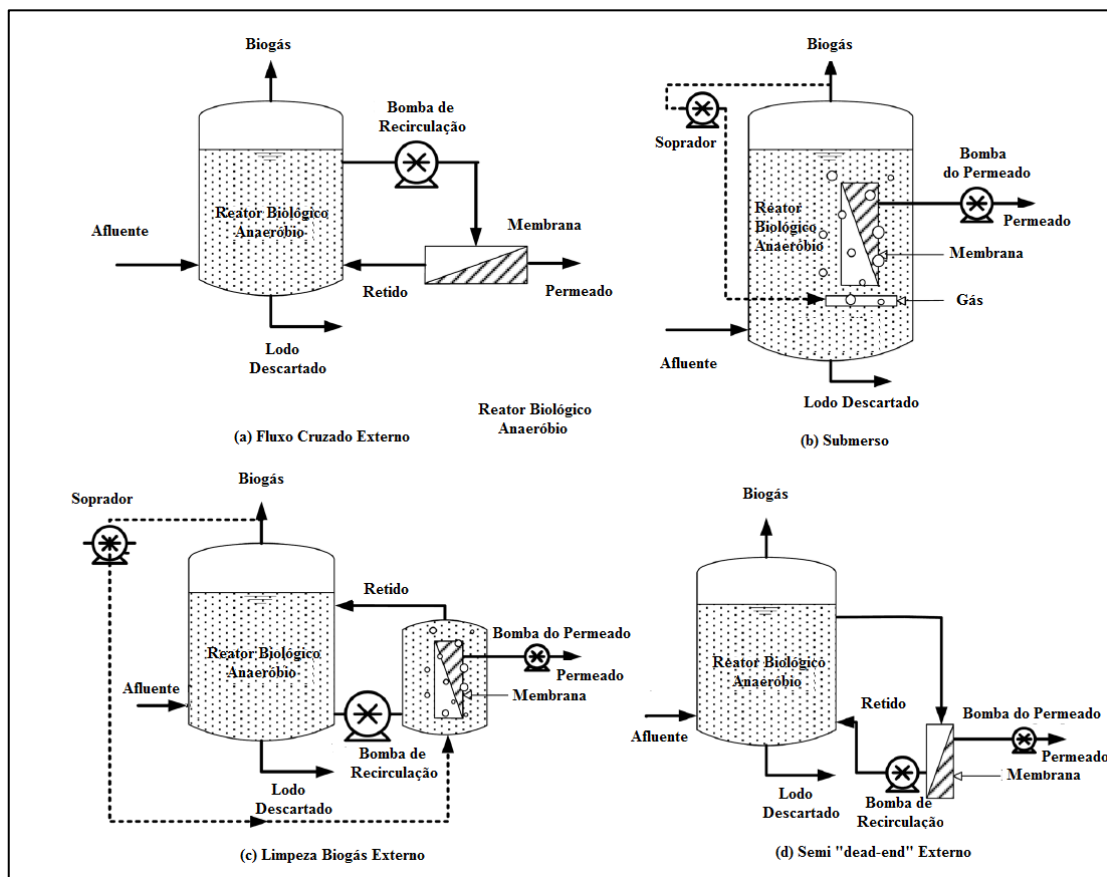 Biogás
Bomba de
Recirculação
Reator Biológico
Anaeróbio
Afluente
Membrana
Retido
Permeado
Lodo
Descartado
(a) Fluxo Cruzado Externo
Biogás
Soprador
Bomba
do Permeado
Reator
Biológico
Anaeróbio
Permeado
Membrana
Gás
Afluente
Lodo Descartado
(b) Submerso
Reator Biológico
Anaeróbio
Biogás
Soprador
Retido
Reator Biológico
Anaeróbio
Bomba do Permeado
Permeado
Membrana
Afluente
Bomba de
Recirculação
Lodo
Descartado
(c) Limpeza Biogás Externo
Biogás
Reator Biológico
Anaeróbio
Retido
Bomba do Permeado
Afluente
Permeado
Membrana
Bomba de
Recirculação
Lodo
Descartado
(d) Semi "dead-end" Externo